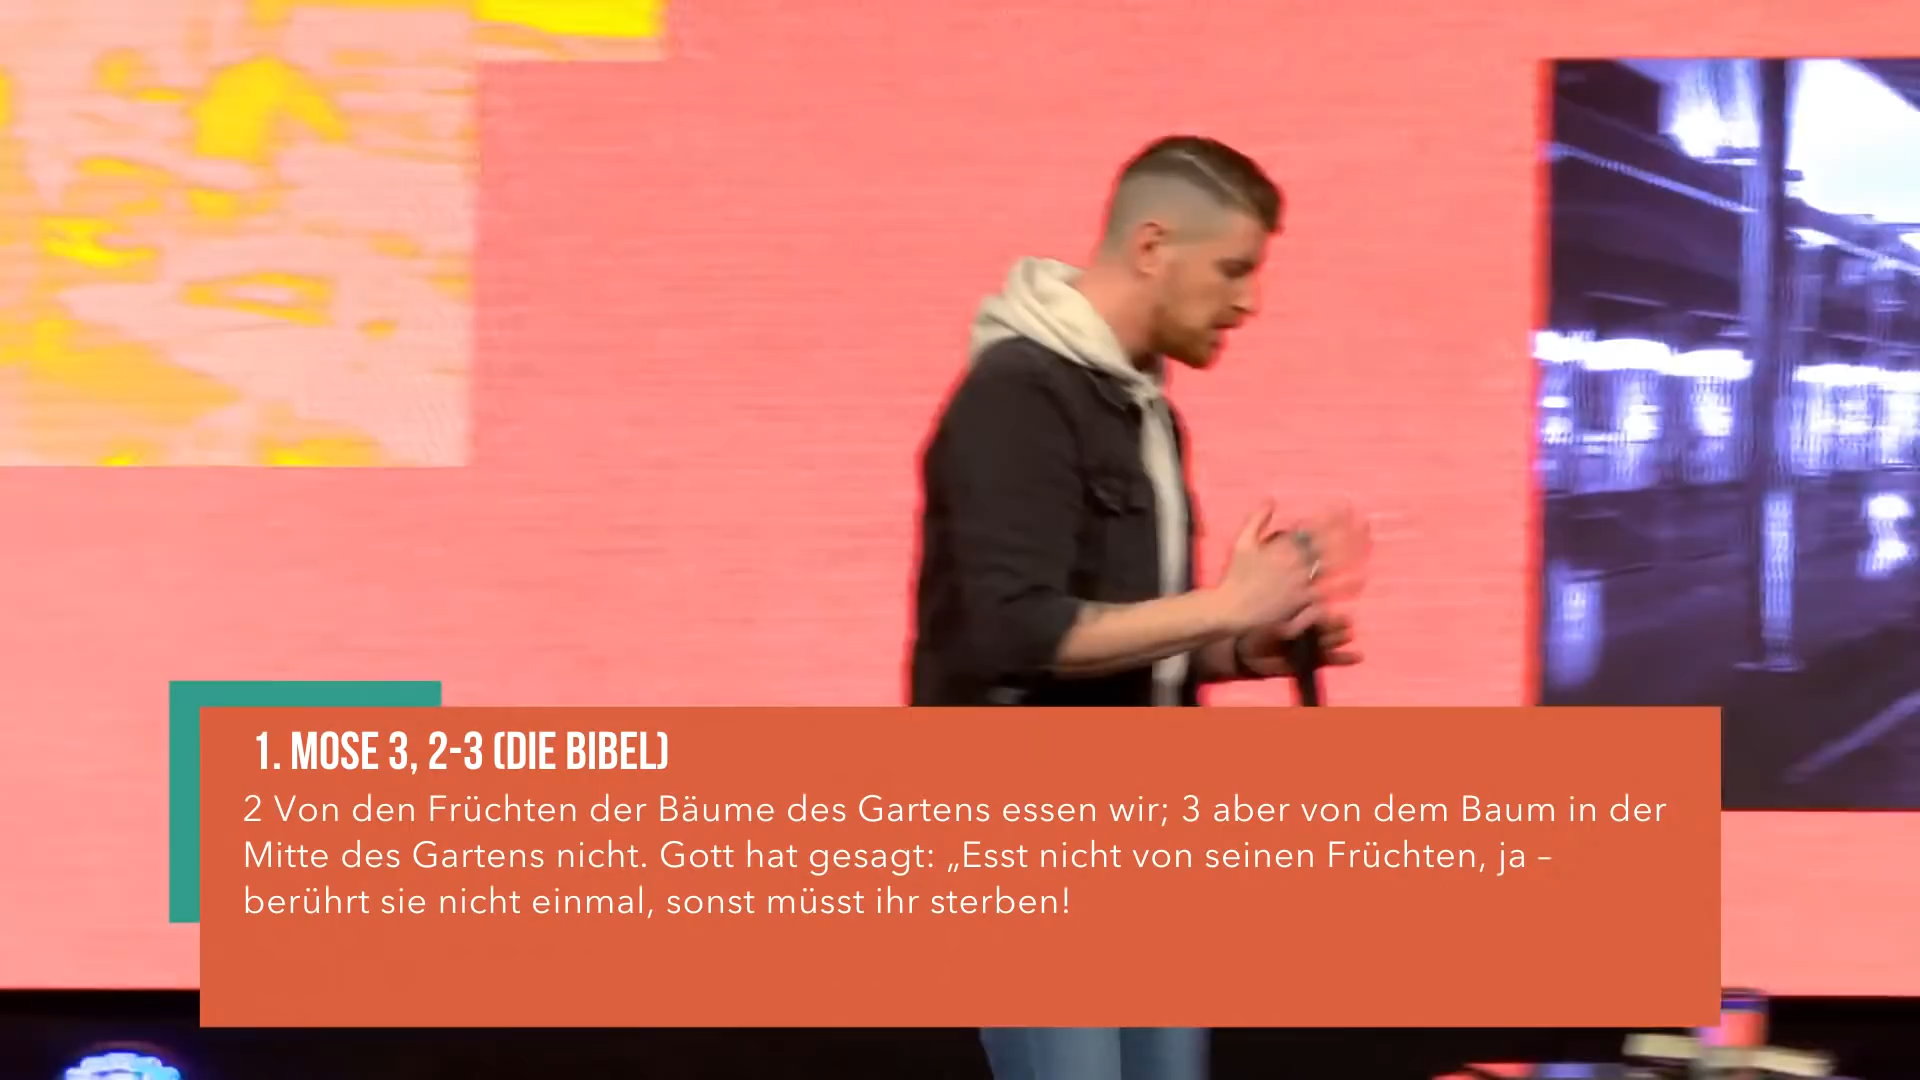 1. MOSE 3, 2-3 (DIE BIBEL)
2 Von den Früchten der Bäume des Gartens essen wir; 3 aber von dem Baum in der
Mitte des Gartens nicht. Gott hat gesagt: „Esst nicht von seinen Früchten, ja –
berührt sie nicht einmal, sonst müsst ihr sterben!